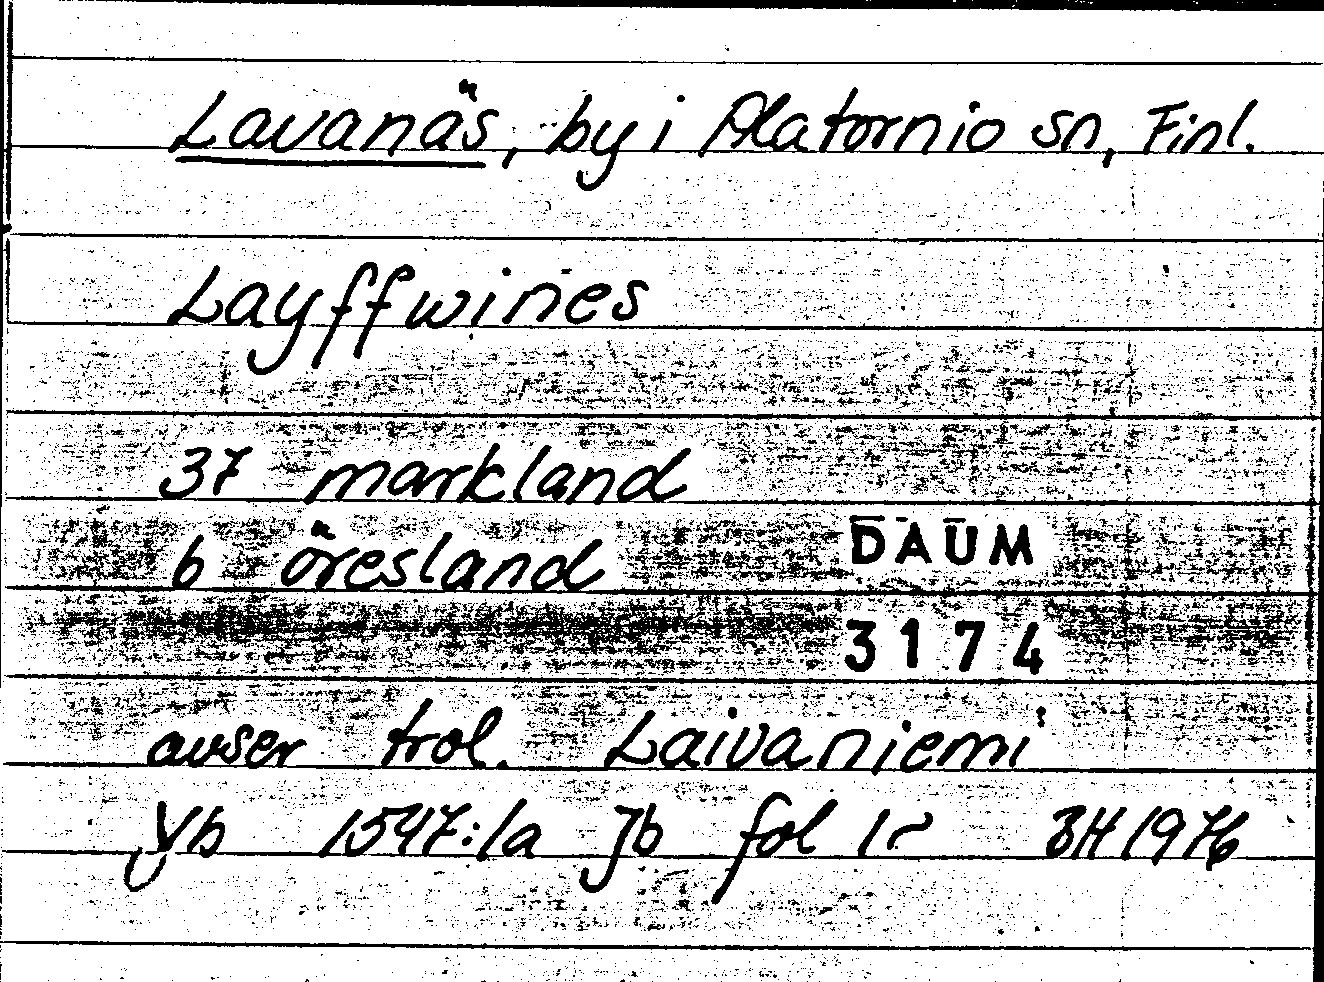 Lavanäs, by i Alatornio sn, Finl.
Layffwines
37 markland
6 öresland
DAUM
3174
avser trol. Laivaniemi
Vb 1547:1a Jb fol 1r BH 1976